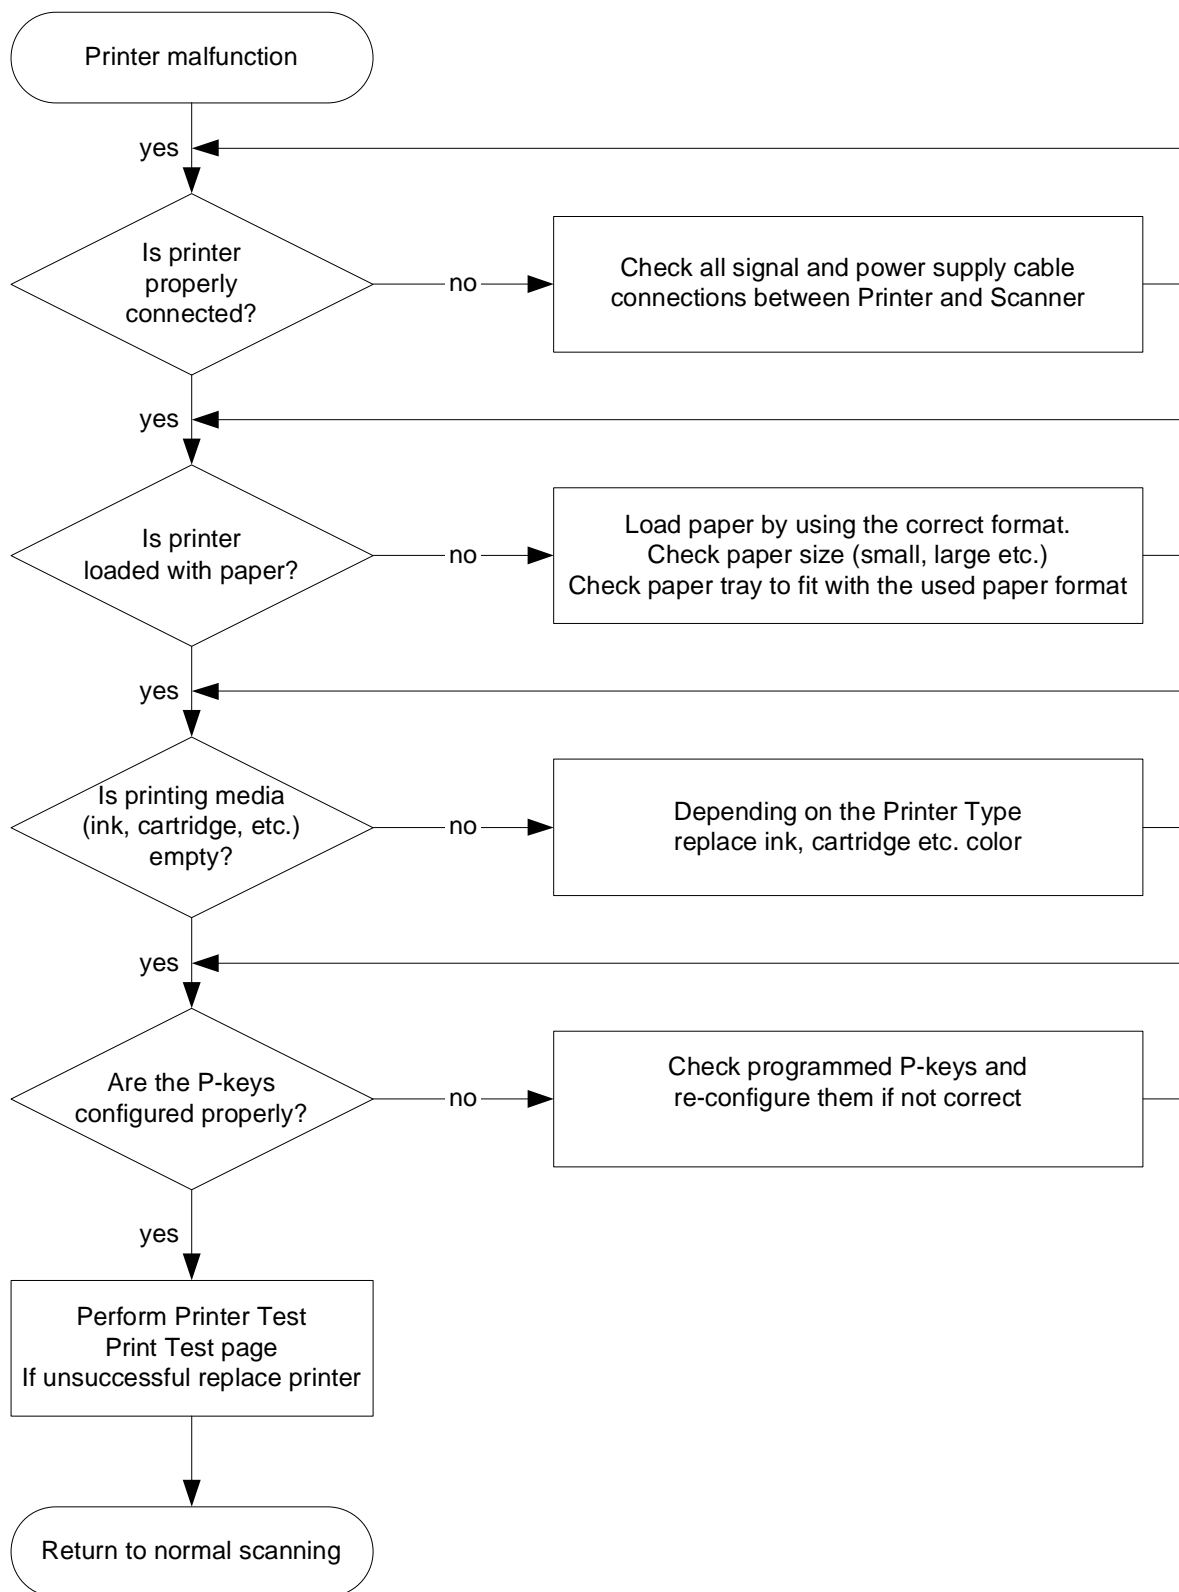 Printer malfunction
yes
Is printer
properly
connected?
no
Check all signal and power supply cable
connections between Printer and Scanner
yes
Is printer
loaded with paper?
no
Load paper by using the correct format.
Check paper size (small, large etc.)
Check paper tray to fit with the used paper format
yes
Is printing media
(ink, cartridge, etc.)
empty?
no
Depending on the Printer Type
replace ink, cartridge etc. color
yes
Are the P-keys
configured properly?
no
Check programmed P-keys and
re-configure them if not correct
yes
Perform Printer Test
Print Test page
If unsuccessful replace printer
Return to normal scanning